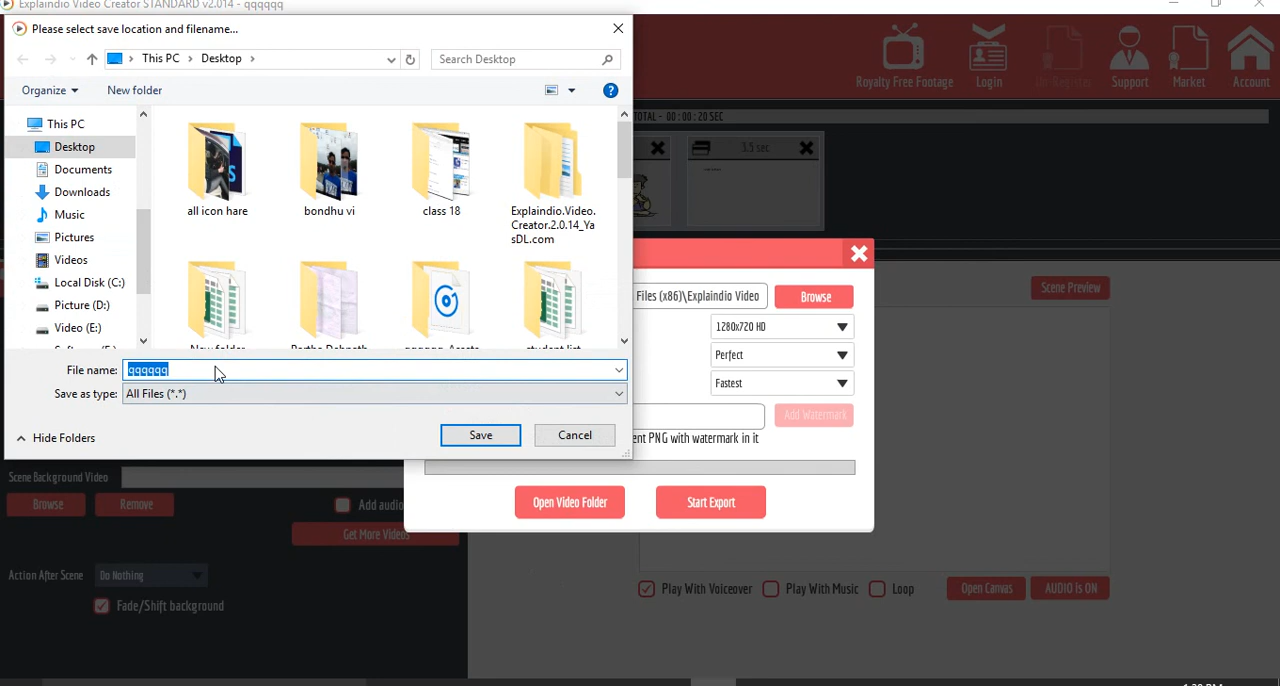 Explaindio Video Creator STANDARD v2.014 - qqqqqq
Please select save location and filename...
This PC
Desktop
Search Desktop
Organize
New folder
This PC
Desktop
Documents
Downloads
Music
Pictures
Videos
Local Disk (C:)
Picture (D:)
Video (E:)
all icon hare
bondhu vi
class 18
Explaindio.Video.
Creator.2.0.14_Ya
sDL.com
New folder
Partha Debnath
qqqqqq_Assets
student list
File name:
qqqqqq
Save as type:
All Files (*.*)
Hide Folders
Save
Cancel
Royalty Free Footage
Login
Support
Market
Account
TOTAL - 00 : 00 : 20 SEC
3.5 sec
Files (x86)\Explaindio Video
Browse
1280x720 HD
Perfect
Fastest
Add Watermark
ent PNG with watermark in it
Open Video Folder
Start Export
Scene Preview
Scene Background Video
Browse
Remove
Add audio
Get More Videos
Action After Scene
Do Nothing
Fade/Shift background
Play With Voiceover
Play With Music
Loop
Open Canvas
AUDIO is ON